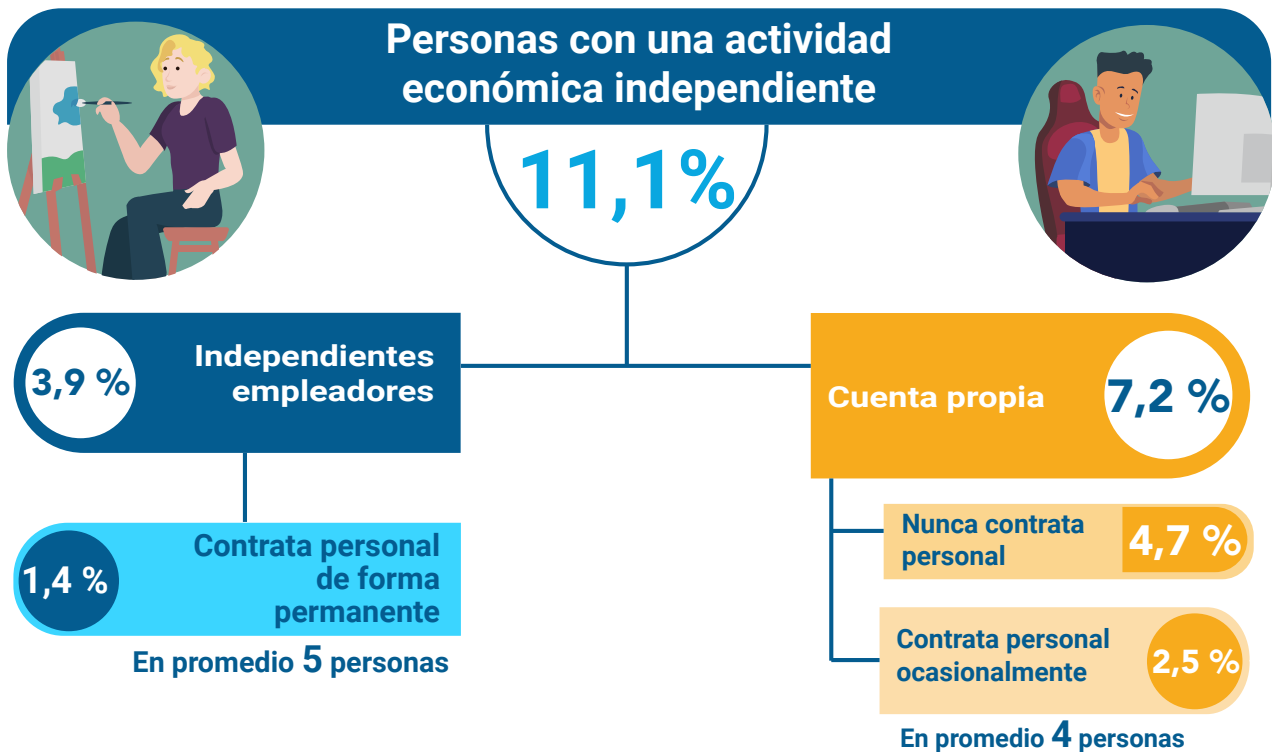 Personas con una actividad
económica independiente
11,1%
3,9 %
Independientes
empleadores
1,4 %
Contrata personal
de forma
permanente
En promedio 5 personas
Cuenta propia
7,2 %
Nunca contrata
personal
4,7 %
Contrata personal
ocasionalmente
2,5 %
En promedio 4 personas